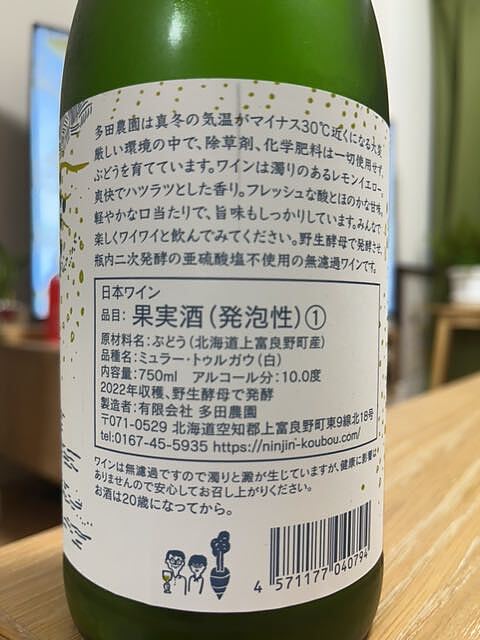 多田農園は真冬の気温がマイナス30℃近くになる大変
厳しい環境の中で、除草剤、化学肥料は一切使用せず、
ぶどうを育てています。ワインは濁りのあるレモンイエロー。
爽快でハツラツとした香り。フレッシュな酸とほのかな甘味。
軽やかな口当たりで、旨味もしっかりしています。みんなで
楽しくワイワイと飲んでみてください。野生酵母で発酵させ、
瓶内二次発酵の亜硫酸塩不使用の無濾過ワインです。
日本ワイン
品目：果実酒（発泡性）①
原材料名：ぶどう（北海道上富良野町産）
品種名：ミュラー・トゥルガウ（白）
内容量：750ml アルコール分：10.0度
2022年収穫、野生酵母で発酵
製造者：有限会社 多田農園
〒071-0529 北海道空知郡上富良野町東9線北18号
tel:0167-45-5935 https://ninjin-koubou.com/
ワインは無濾過ですので濁りと澱が生じていますが、健康に影響は
ありませんので安心してお召し上がりください。
お酒は20歳になってから。
4 571177 040794